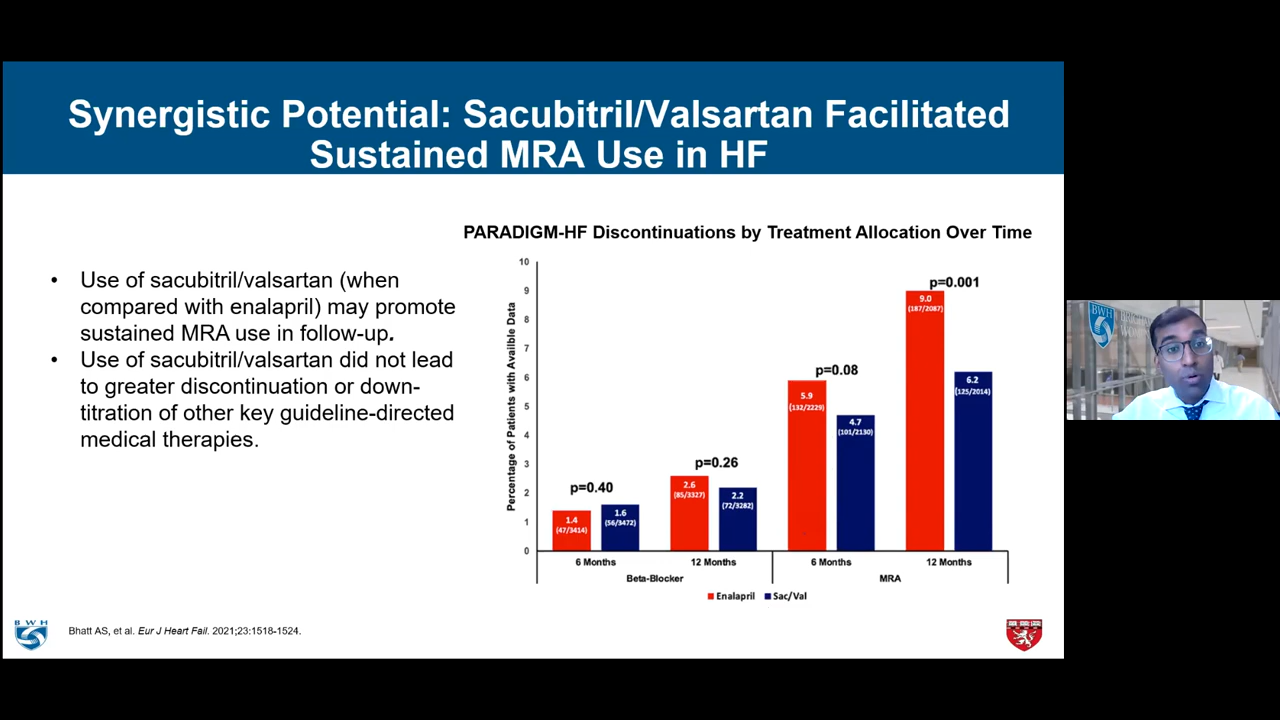 Synergistic Potential: Sacubitril/Valsartan Facilitated
Sustained MRA Use in HF
• Use of sacubitril/valsartan (when
compared with enalapril) may promote
sustained MRA use in follow-up.
• Use of sacubitril/valsartan did not lead
to greater discontinuation or down-
titration of other key guideline-directed
medical therapies.
PARADIGM-HF Discontinuations by Treatment Allocation Over Time
Percentage of Patients with Availble Data
10
9
8
7
6
5
4
3
2
1
0
p=0.40
1.4
(47/3414)
1.6
(56/3472)
p=0.26
2.6
(85/3327)
2.2
(72/3282)
p=0.08
5.9
(132/2229)
4.7
(101/2130)
p=0.001
9.0
(187/2087)
6.2
(125/2014)
6 Months
12 Months
6 Months
12 Months
Beta-Blocker
MRA
Enalapril
Sac/Val
BWH
Bhatt AS, et al. Eur J Heart Fail. 2021;23:1518-1524.
BWH